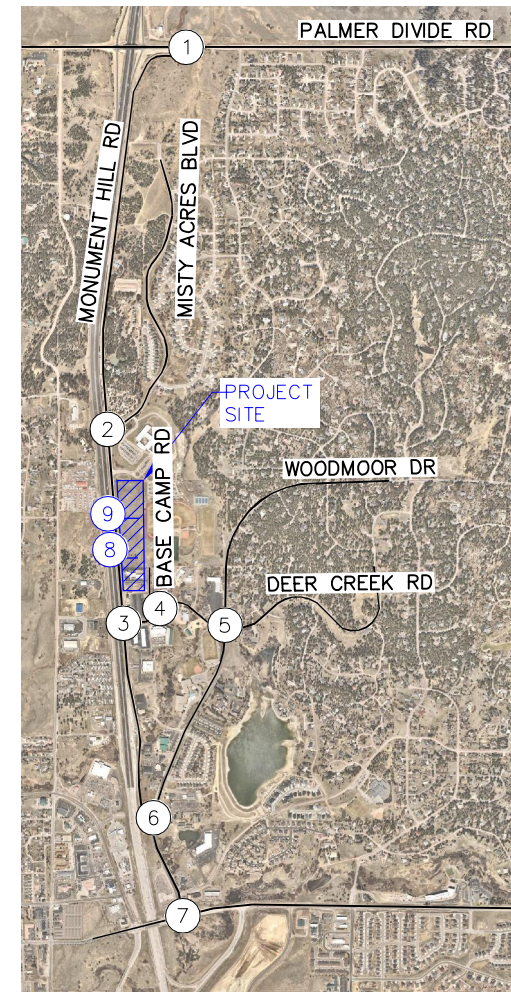 PALMER DIVIDE RD
1
MONUMENT HILL RD
MISTY ACRES BLVD
PROJECT
SITE
2
BASE CAMP RD
WOODMOOR DR
9
8
DEER CREEK RD
4
3
5
6
7